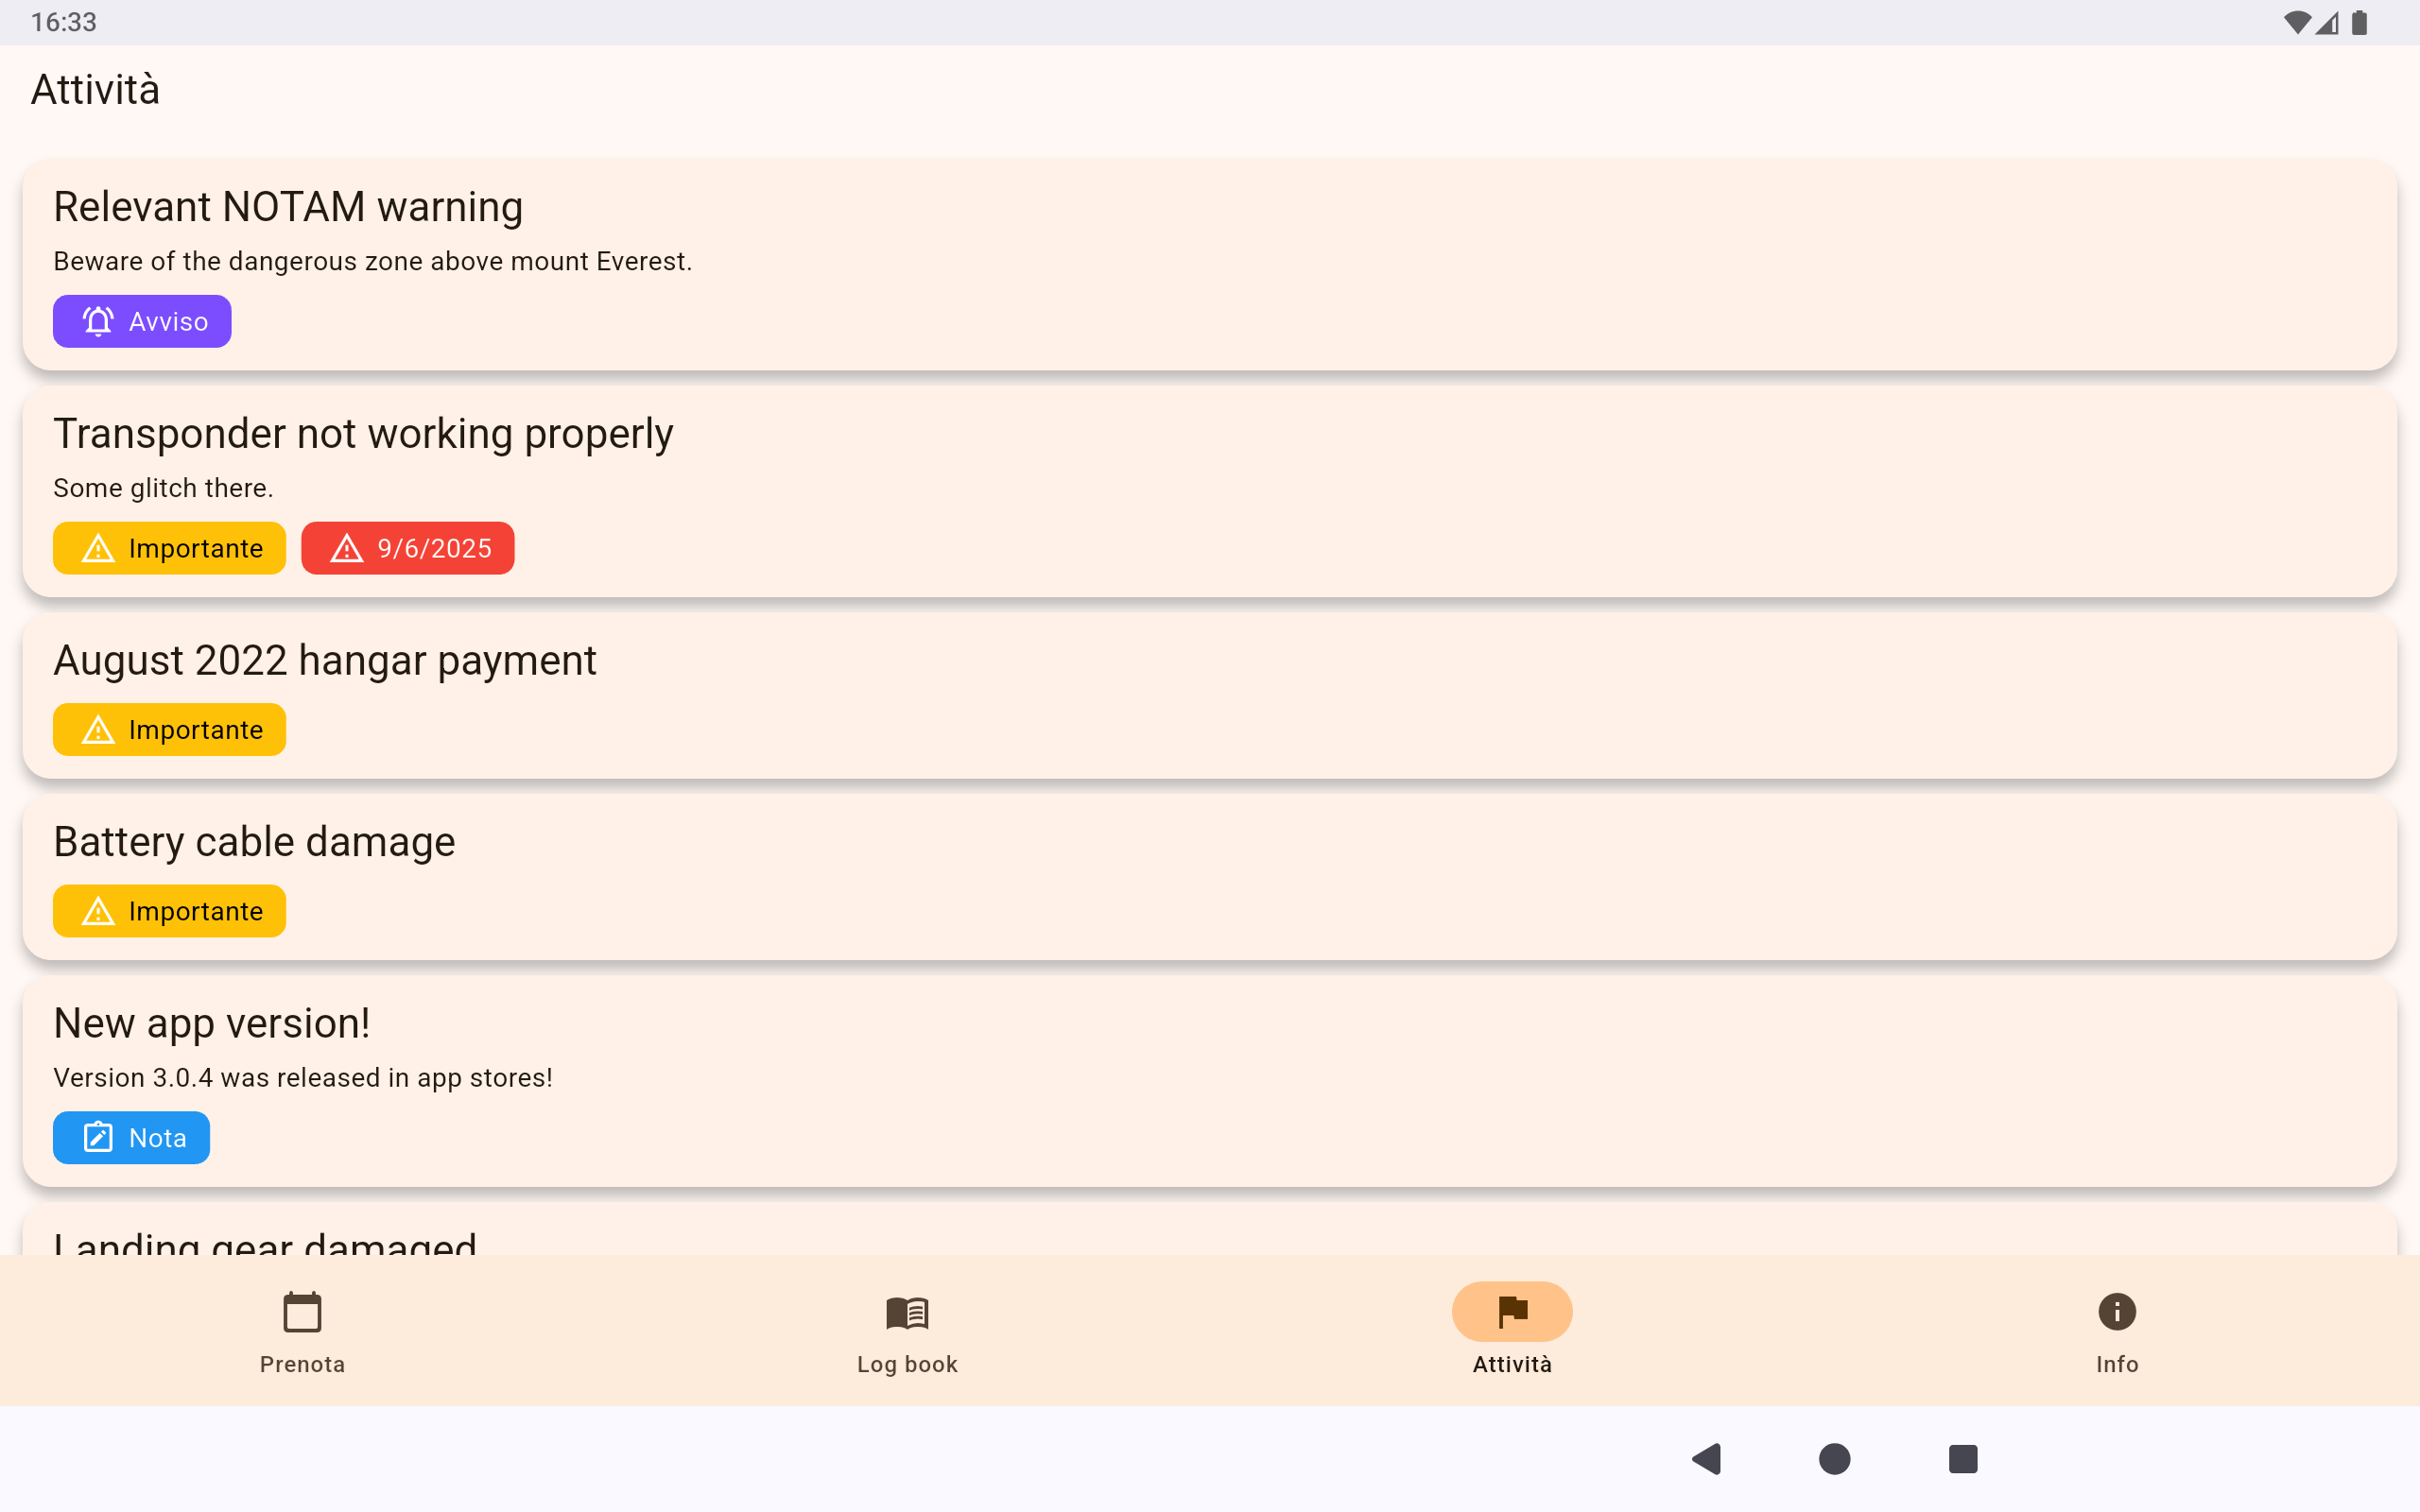 16:33
Attività
Relevant NOTAM warning
Beware of the dangerous zone above mount Everest.
Avviso
Transponder not working properly
Some glitch there.
Importante
9/6/2025
August 2022 hangar payment
Importante
Battery cable damage
Importante
New app version!
Version 3.0.4 was released in app stores!
Nota
Landing gear damaged
Prenota
Log book
Attività
Info